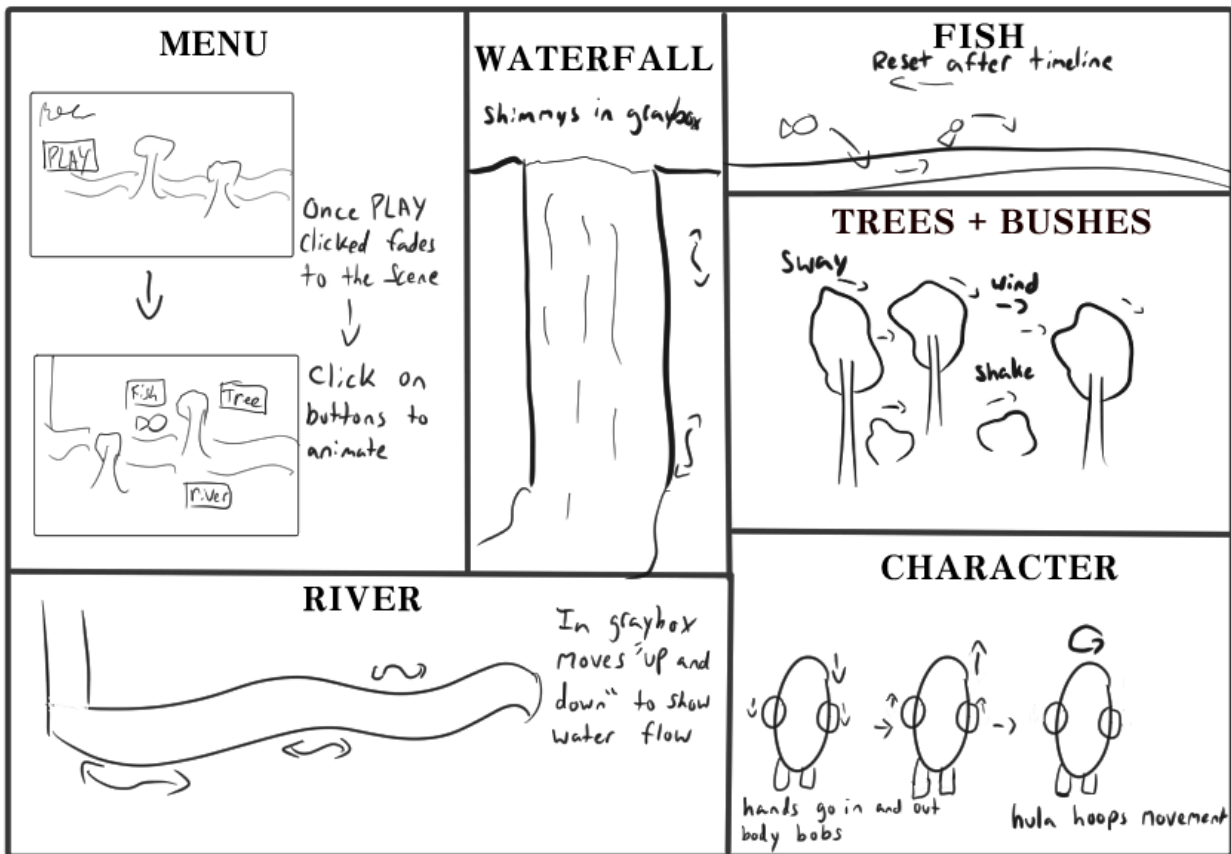 MENU
PLAY
Once PLAY
Clicked fades
to the Scene
Click on
buttons to
animate
Fish
Tree
river
WATERFALL
shimmys in graybox
FISH
Reset after timeline
TREES + BUSHES
Sway
wind
shake
RIVER
In graybox
moves "up and
down" to show
water flow
CHARACTER
hands go in and out
body bobs
hula hoops movement